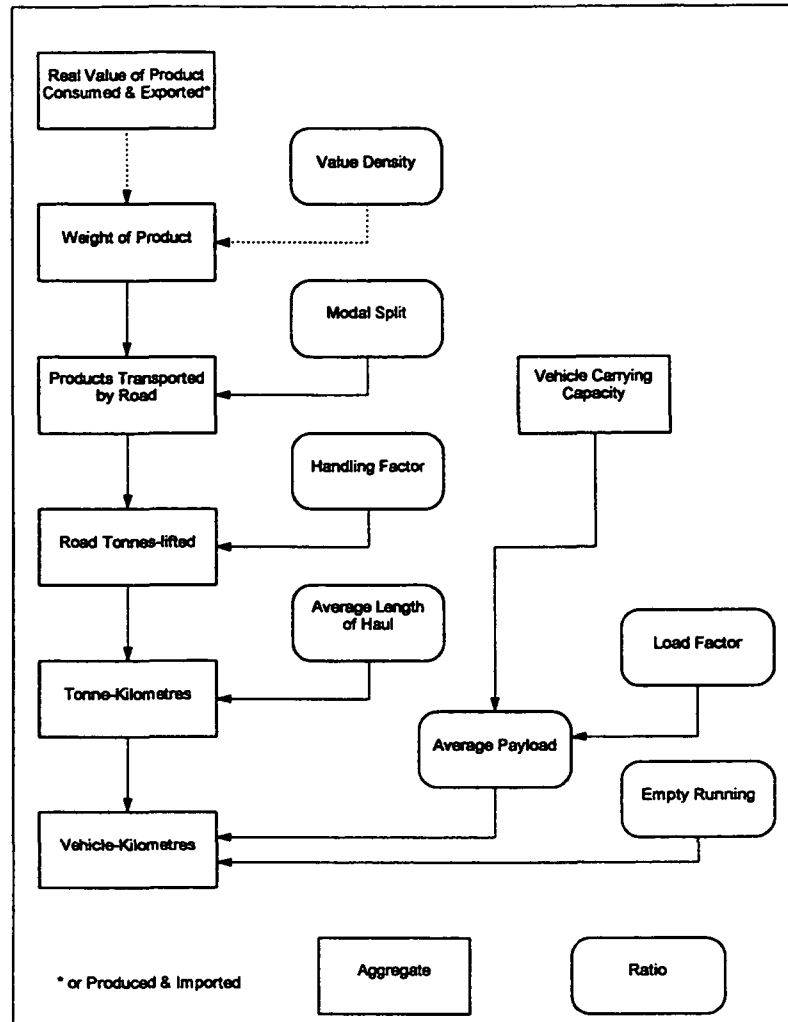 Real Value of Product
Consumed & Exported*
Value Density
Weight of Product
Modal Split
Products Transported
by Road
Vehicle Carrying
Capacity
Handling Factor
Road Tonnes-lifted
Average Length
of Haul
Load Factor
Tonne-Kilometres
Average Payload
Empty Running
Vehicle-Kilometres
* or Produced & Imported
Aggregate
Ratio